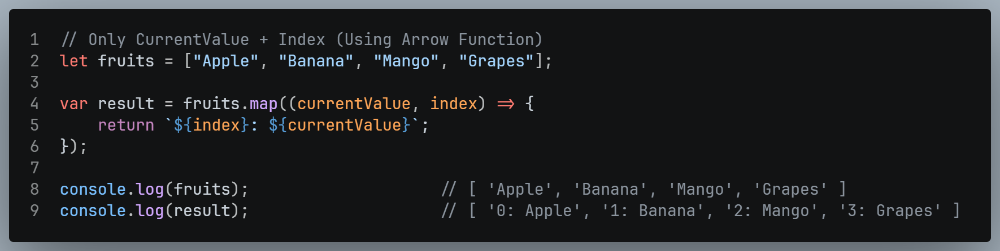 1 // Only CurrentValue + Index (Using Arrow Function)
2 let fruits = ["Apple", "Banana", "Mango", "Grapes"];
3
4 var result = fruits.map((currentValue, index) => {
5     return `${index}: ${currentValue}`;
6 });
7
8 console.log(fruits);                    // [ 'Apple', 'Banana', 'Mango', 'Grapes' ]
9 console.log(result);                    // [ '0: Apple', '1: Banana', '2: Mango', '3: Grapes' ]